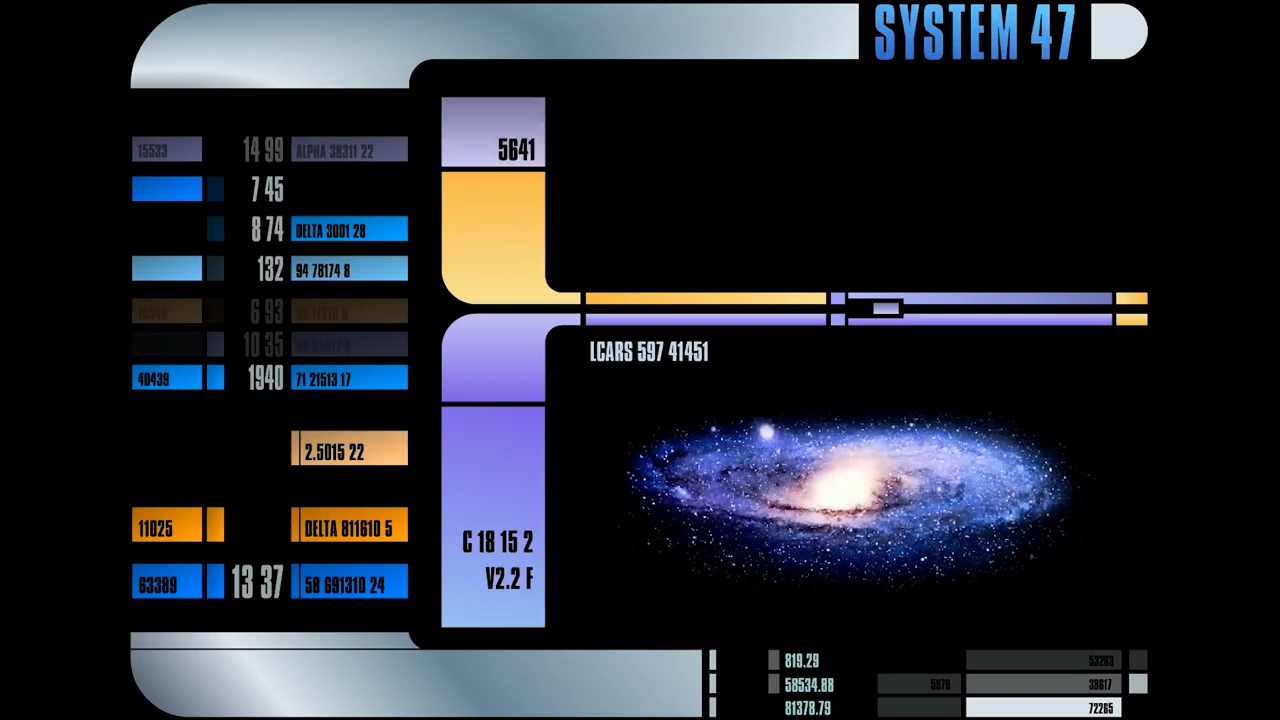 SYSTEM 47
15533 14 99 ALPHA 38311 22
7 45
8 74 DELTA 3001 28
132 94 78174 8
6 93
10 35
40439 1940 71 21513 17
2.5015 22
11025 DELTA 811610 5
63389 13 37 58 691310 24
5641
LCARS 597 41451
C 18 15 2
V2.2 F
819.29 53263
58534.88 5978 38617
81378.79 72265